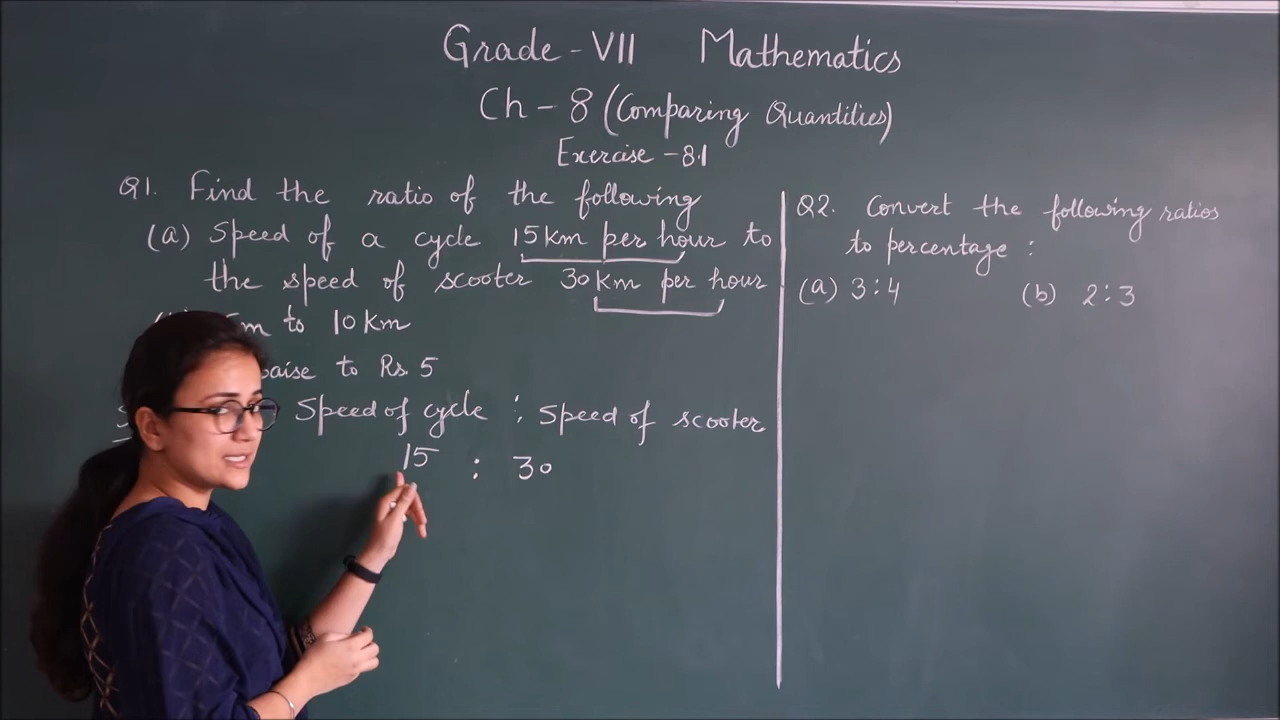 Grade - VII Mathematics
Ch - 8 (Comparing Quantities)
Exercise - 8.1
Q1. Find the ratio of the following
(a) Speed of a cycle 15 km per hour to
the speed of scooter 30 km per hour
m to 10 km
paise to Rs. 5
Speed of cycle : Speed of scooter
15 : 30
Q2. Convert the following ratios
to percentage :
(a) 3:4 (b) 2:3